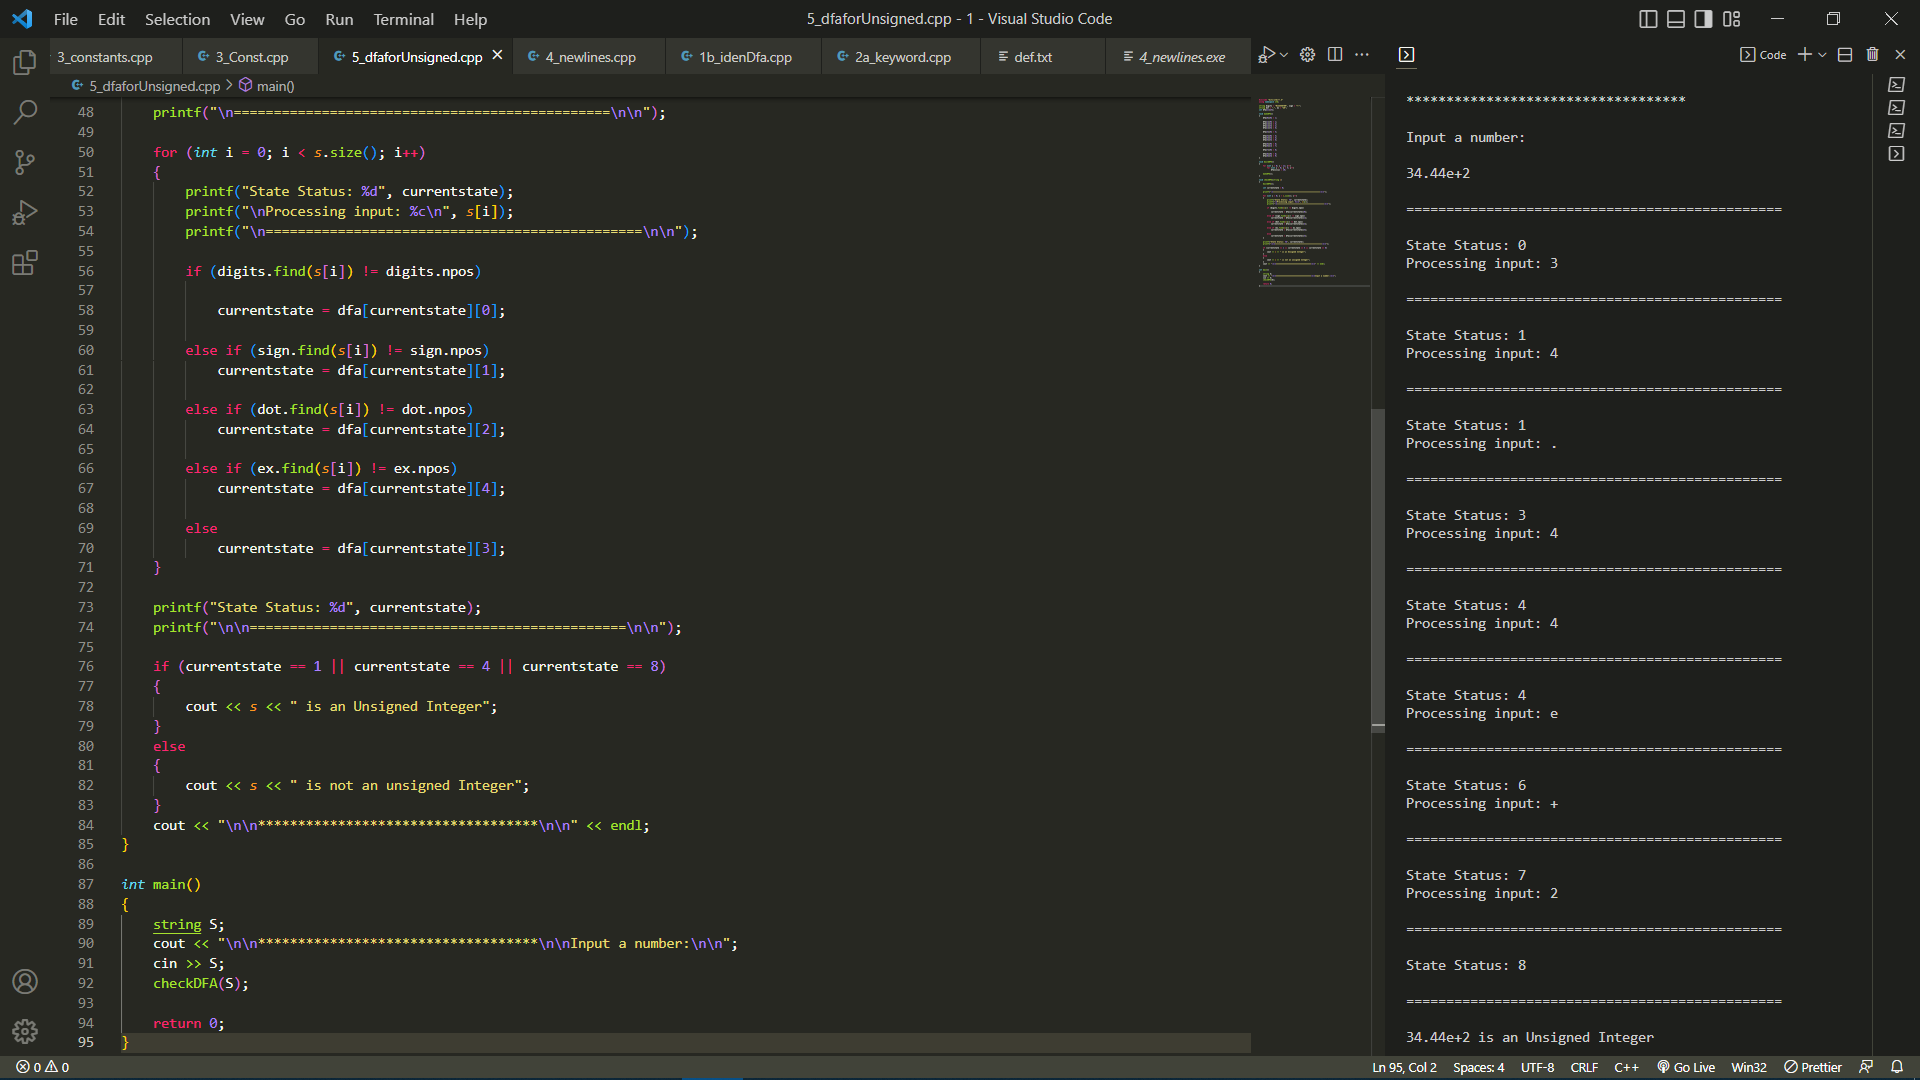 File Edit Selection View Go Run Terminal Help
5_dfaforUnsigned.cpp - 1 - Visual Studio Code
3_constants.cpp
3_Const.cpp
5_dfaforUnsigned.cpp
4_newlines.cpp
1b_idenDfa.cpp
2a_keyword.cpp
def.txt
4_newlines.exe
5_dfaforUnsigned.cpp > main()
48 printf("\n===============================================\n\n");
49
50 for (int i = 0; i < s.size(); i++)
51 {
52 printf("State Status: %d", currentstate);
53 printf("\nProcessing input: %c\n", s[i]);
54 printf("\n===============================================\n\n");
55
56 if (digits.find(s[i]) != digits.npos)
57
58 currentstate = dfa[currentstate][0];
59
60 else if (sign.find(s[i]) != sign.npos)
61 currentstate = dfa[currentstate][1];
62
63 else if (dot.find(s[i]) != dot.npos)
64 currentstate = dfa[currentstate][2];
65
66 else if (ex.find(s[i]) != ex.npos)
67 currentstate = dfa[currentstate][4];
68
69 else
70 currentstate = dfa[currentstate][3];
71 }
72
73 printf("State Status: %d", currentstate);
74 printf("\n\n===============================================\n\n");
75
76 if (currentstate == 1 || currentstate == 4 || currentstate == 8)
77 {
78 cout << s << " is an Unsigned Integer";
79 }
80 else
81 {
82 cout << s << " is not an unsigned Integer";
83 }
84 cout << "\n\n***********************************\n\n" << endl;
85 }
86
87 int main()
88 {
89 string S;
90 cout << "\n\n***********************************\n\nInput a number:\n\n";
91 cin >> S;
92 checkDFA(S);
93
94 return 0;
95 }
Code
***********************************
Input a number:
34.44e+2
===============================================
State Status: 0
Processing input: 3
===============================================
State Status: 1
Processing input: 4
===============================================
State Status: 1
Processing input: .
===============================================
State Status: 3
Processing input: 4
===============================================
State Status: 4
Processing input: 4
===============================================
State Status: 4
Processing input: e
===============================================
State Status: 6
Processing input: +
===============================================
State Status: 7
Processing input: 2
===============================================
State Status: 8
===============================================
34.44e+2 is an Unsigned Integer
0 0
Ln 95, Col 2 Spaces: 4 UTF-8 CRLF C++ Go Live Win32 Prettier